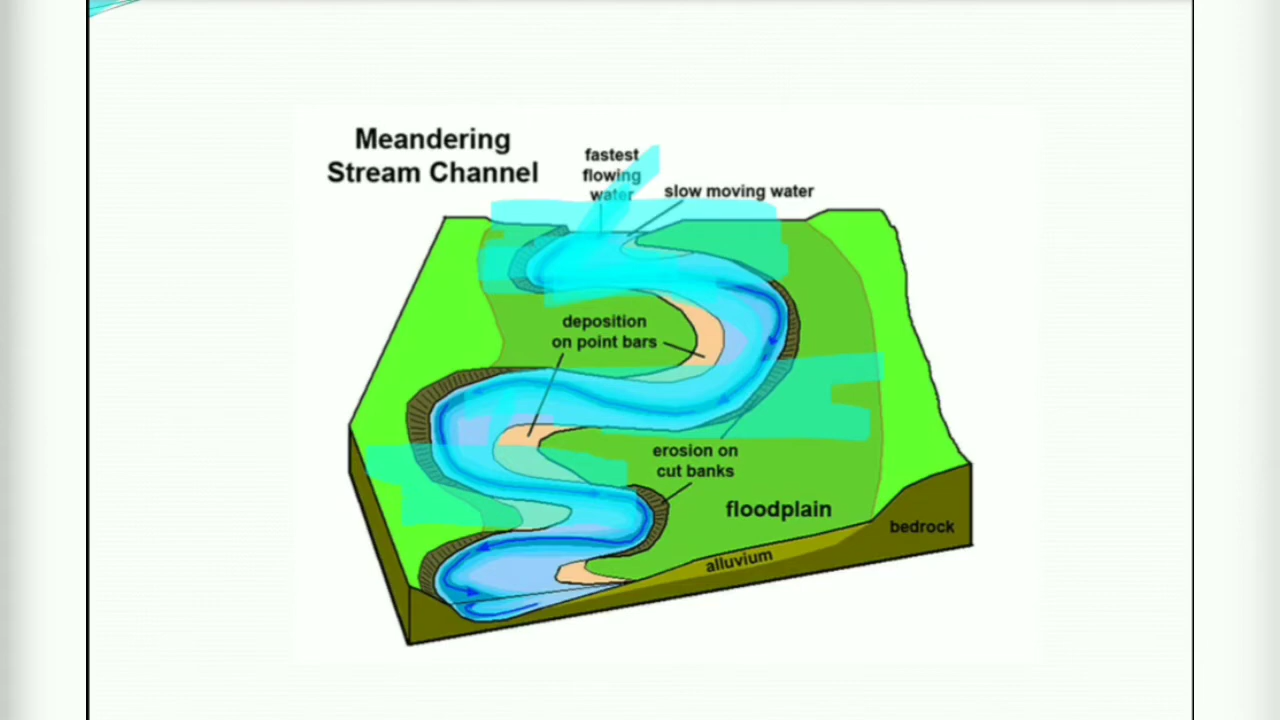 Meandering
Stream Channel
fastest
flowing
water
slow moving water
deposition
on point bars
erosion on
cut banks
floodplain
bedrock
alluvium